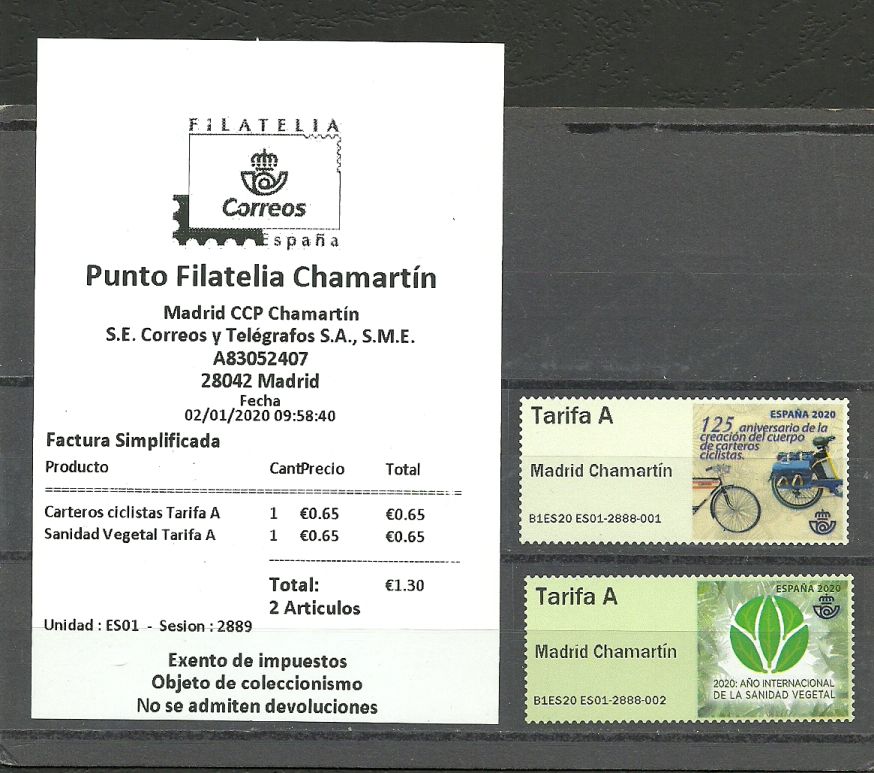 FILATELIA
Correos
España
Punto Filatelia Chamartín
Madrid CCP Chamartín
S.E. Correos y Telégrafos S.A., S.M.E.
A83052407
28042 Madrid
Fecha
02/01/2020 09:58:40
Factura Simplificada
Producto CantPrecio Total
Carteros ciclistas Tarifa A 1 €0.65 €0.65
Sanidad Vegetal Tarifa A 1 €0.65 €0.65
Total: €1.30
2 Articulos
Unidad : ES01 - Sesion : 2889
Exento de impuestos
Objeto de coleccionismo
No se admiten devoluciones
Tarifa A
Madrid Chamartín
B1ES20 ES01-2888-001
ESPAÑA 2020
125 aniversario de la
creación del cuerpo
de carteros
ciclistas.
Tarifa A
Madrid Chamartín
B1ES20 ES01-2888-002
ESPAÑA 2020
2020: AÑO INTERNACIONAL
DE LA SANIDAD VEGETAL